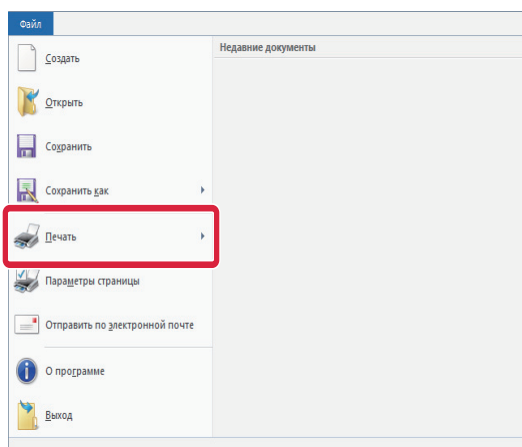 Файл
Недавние документы
Создать
Открыть
Сохранить
Сохранить как
Печать
Параметры страницы
Отправить по электронной почте
О программе
Выход